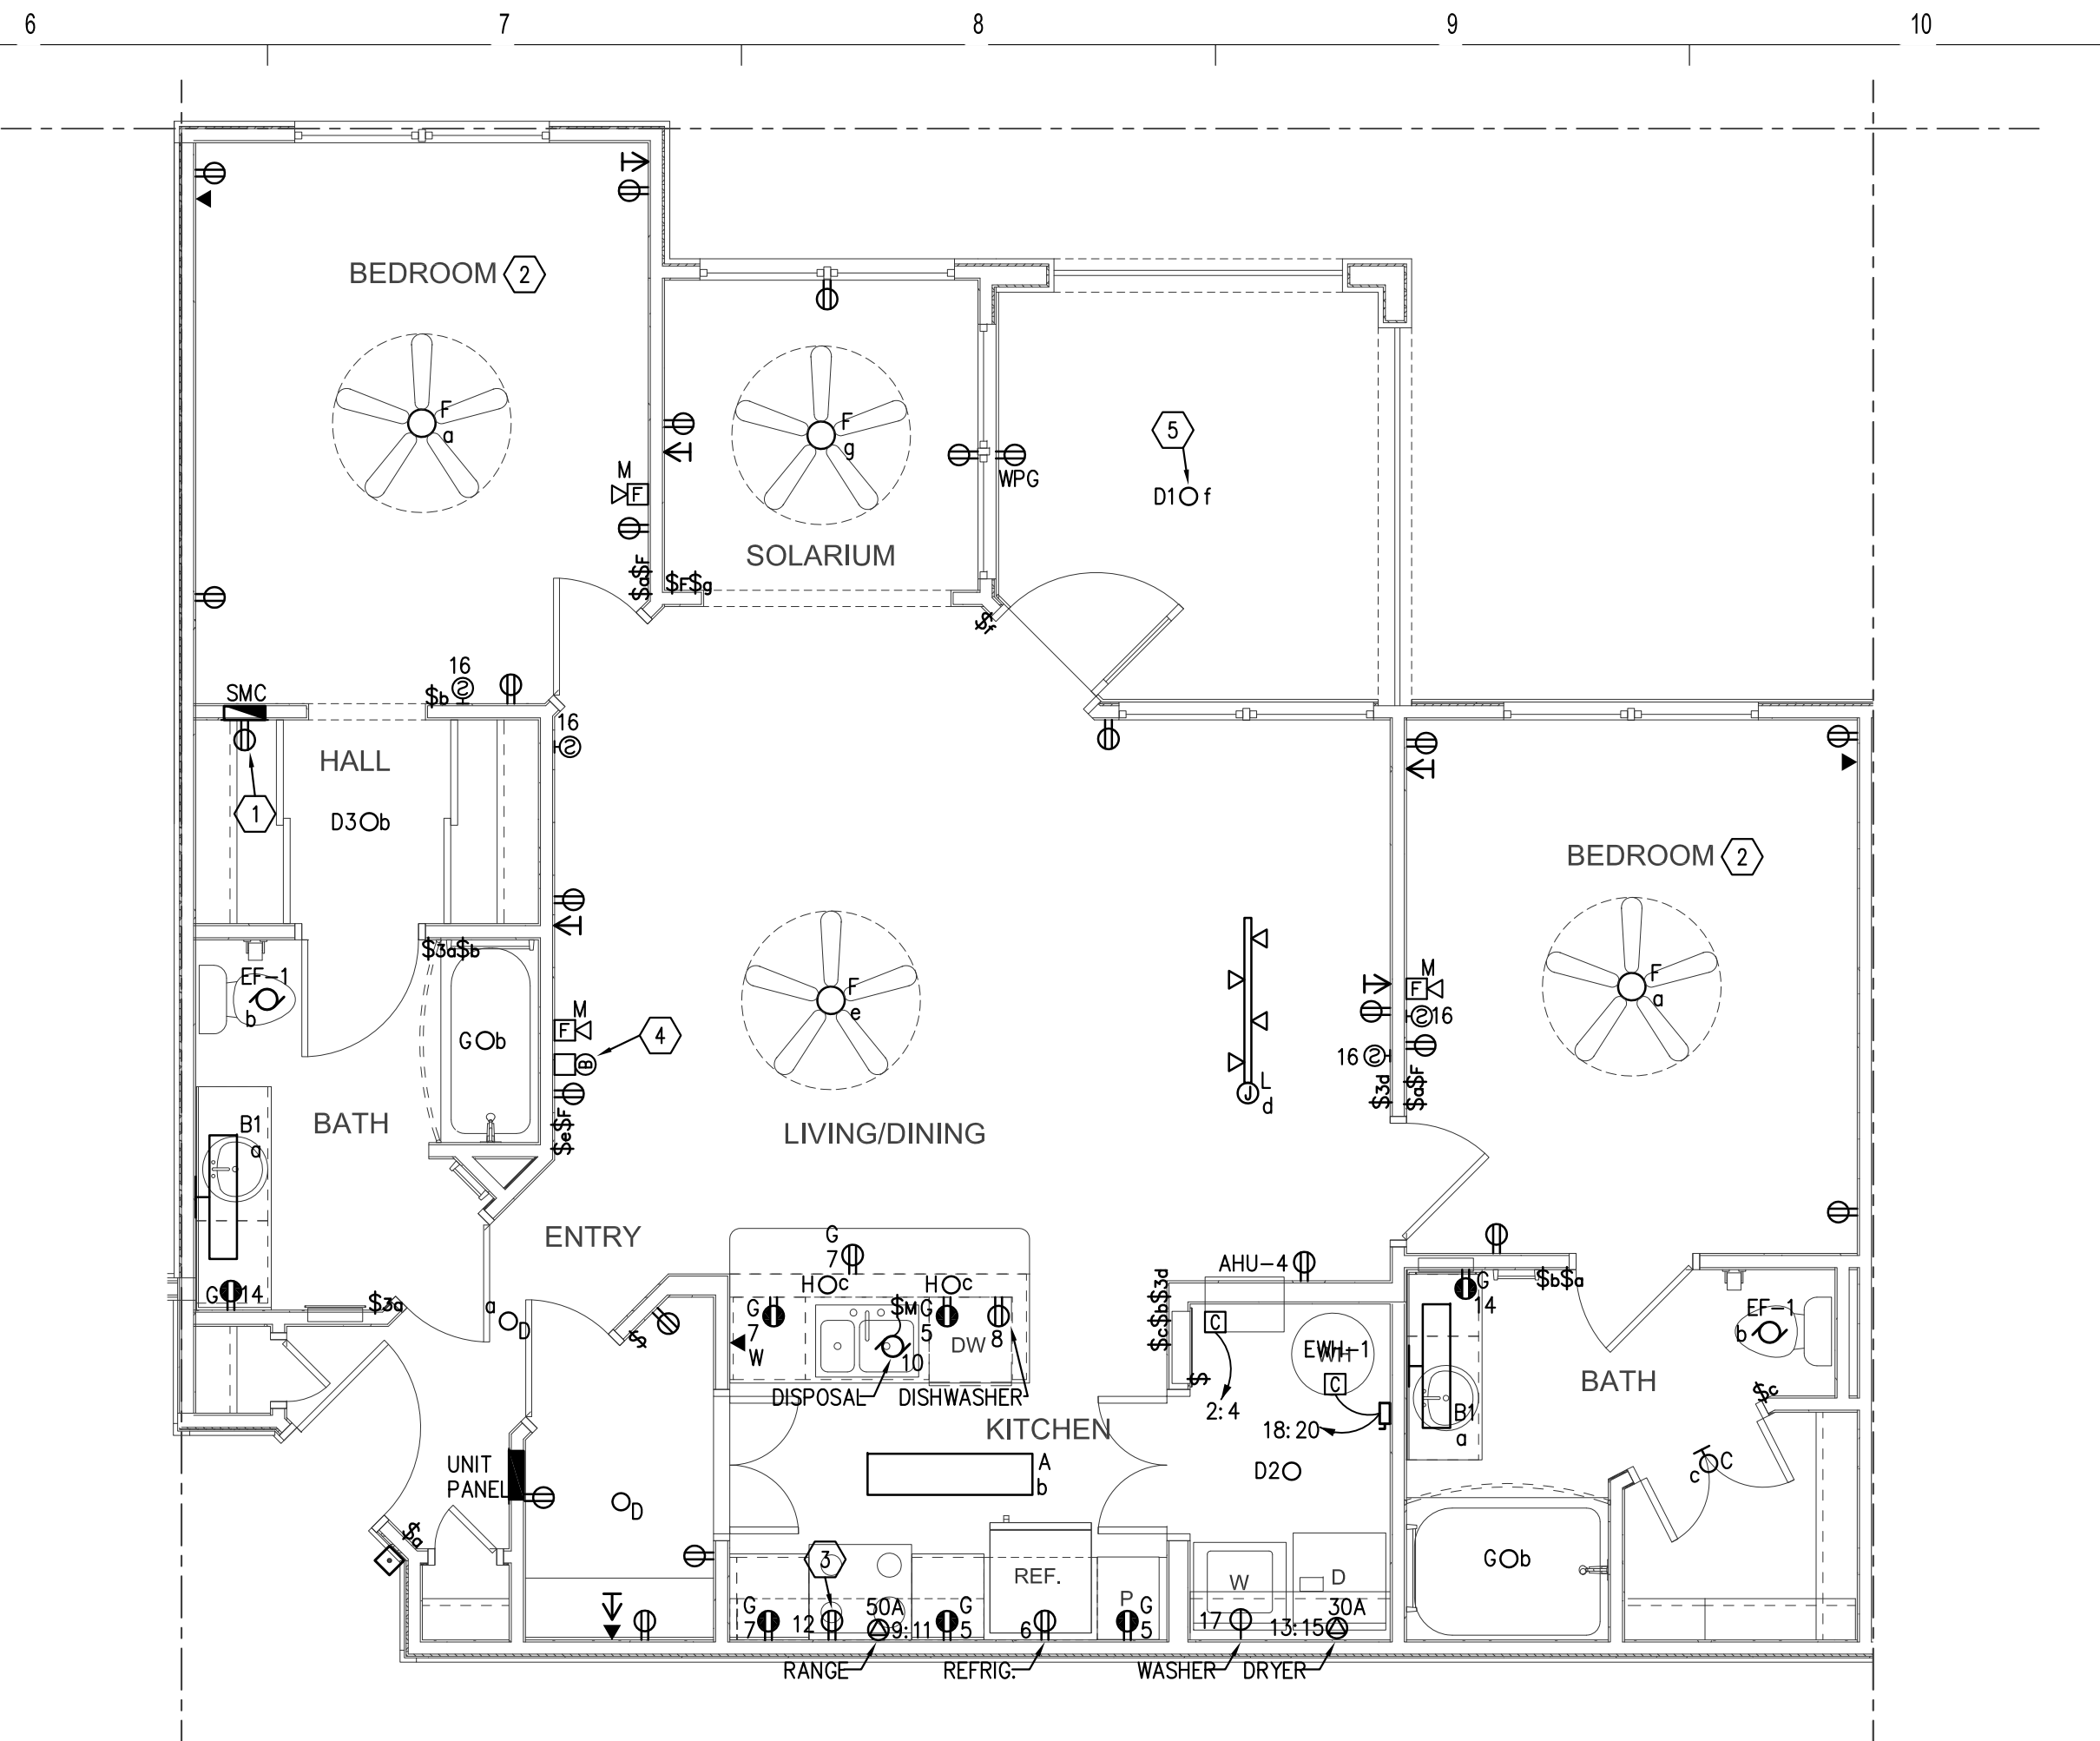 6 7 8 9 10
BEDROOM 2
F
a
M
F
$a$F
F
g
SOLARIUM
$F$g
WPG
5
D1 f
$f
16
$b
SMC
16
HALL
1
D3 b
BEDROOM 2
F
a
$3a$b
EF-1
b
G b
M
F
4
B
$e$F
F
e
J
L
d
M
F
16
16
$3d
$a$F
B1
a
BATH
LIVING/DINING
ENTRY
G
7
H c
H c
AHU-4
G 14
$3a
a
D
$
G
7
W
$M
G
5
DW
8
10
DISPOSAL
DISHWASHER
$c$b$3d
C
$
2:4
EWH-1
WH
C
18:20
G
14
$b$a
EF-1
b
BATH
$c
B1
a
c C
KITCHEN
A
b
D2
UNIT
PANEL
D
$a
3
REF.
P
W
D
G b
G
7
12
50A
9:11
G
5
6
G
5
17
13:15
30A
RANGE
REFRIG.
WASHER
DRYER